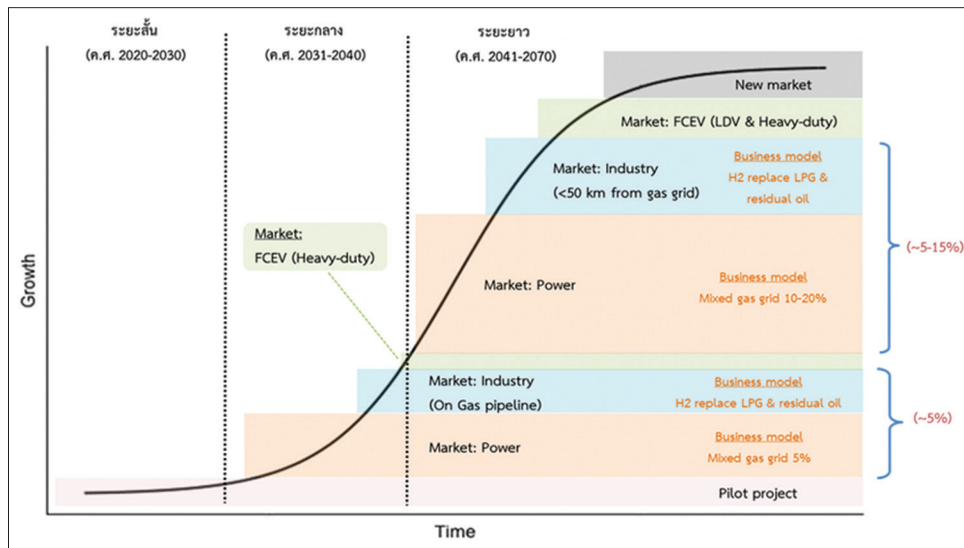 ระยะสั้น
(ค.ศ. 2020-2030)
ระยะกลาง
(ค.ศ. 2031-2040)
ระยะยาว
(ค.ศ. 2041-2070)
New market
Market: FCEV (LDV & Heavy-duty)
Market: Industry
(<50 km from gas grid)
Business model
H2 replace LPG &
residual oil
Market:
FCEV (Heavy-duty)
(~5-15%)
Market: Power
Business model
Mixed gas grid 10-20%
Growth
Market: Industry
(On Gas pipeline)
Business model
H2 replace LPG & residual oil
(~5%)
Market: Power
Business model
Mixed gas grid 5%
Pilot project
Time